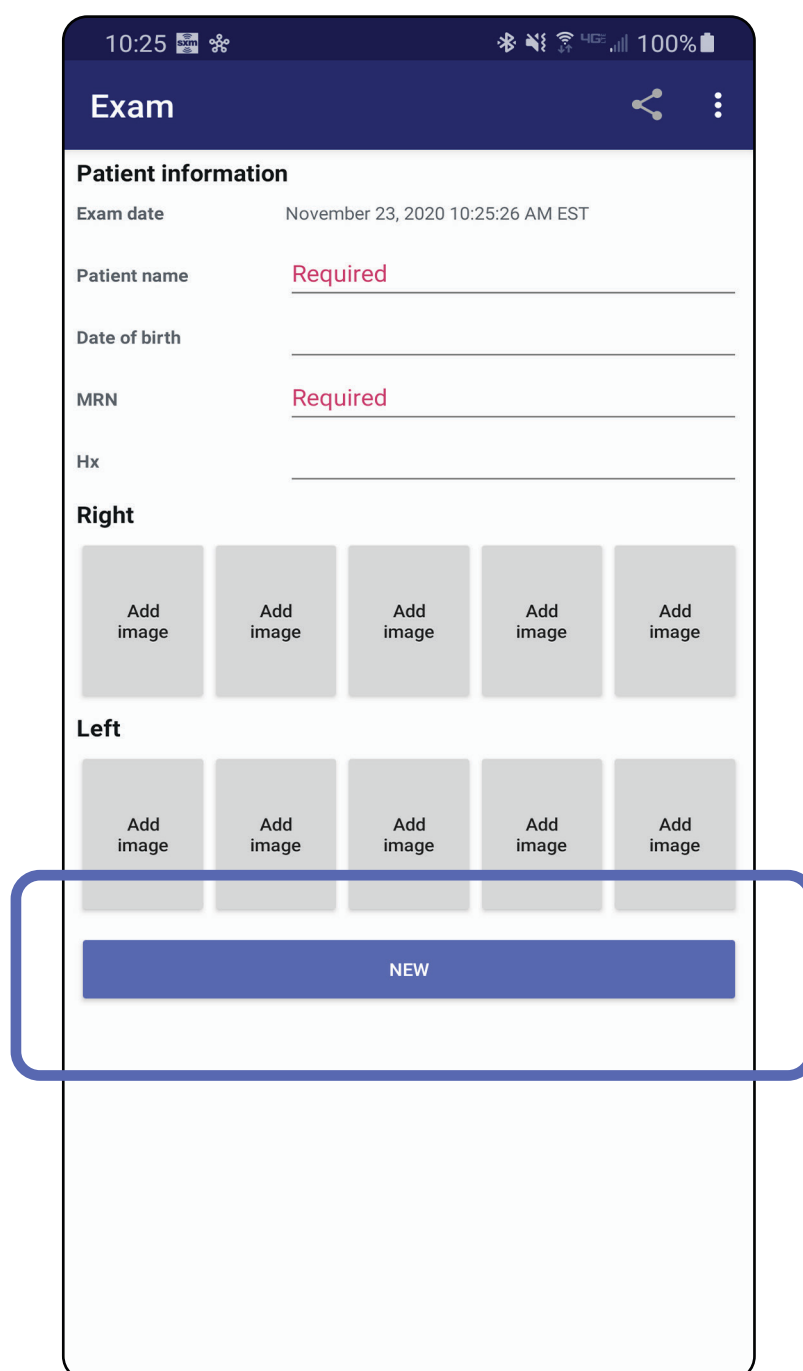 10:25 sxm 4GE 100%
Exam
Patient information
Exam date November 23, 2020 10:25:26 AM EST
Patient name Required
Date of birth
MRN Required
Hx
Right
Add Add Add Add Add
image image image image image
Left
Add Add Add Add Add
image image image image image
NEW